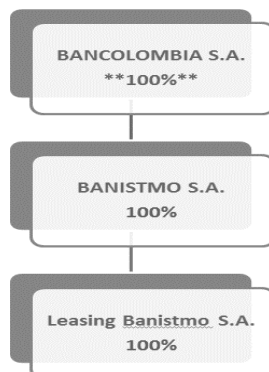 BANCOLOMBIA S.A.
**100%**
BANISTMO S.A.
100%
Leasing Banistmo S.A.
100%